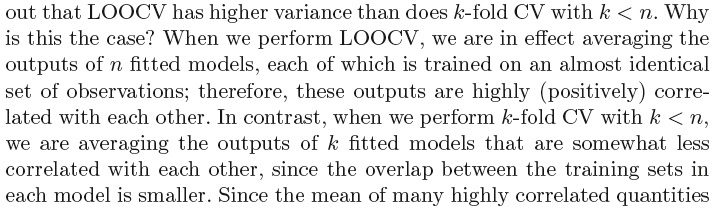 out that LOOCV has higher variance than does k-fold CV with k < n. Why
is this the case? When we perform LOOCV, we are in effect averaging the
outputs of n fitted models, each of which is trained on an almost identical
set of observations; therefore, these outputs are highly (positively) corre-
lated with each other. In contrast, when we perform k-fold CV with k < n,
we are averaging the outputs of k fitted models that are somewhat less
correlated with each other, since the overlap between the training sets in
each model is smaller. Since the mean of many highly correlated quantities